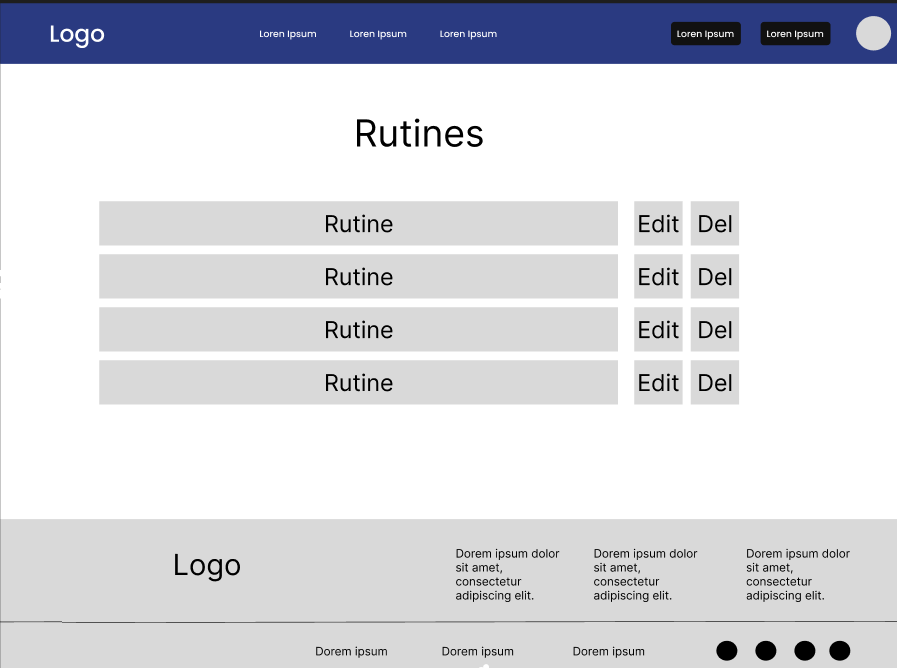 Logo
Loren Ipsum
Loren Ipsum
Loren Ipsum
Loren Ipsum
Loren Ipsum
Rutines
Rutine
Edit
Del
Rutine
Edit
Del
Rutine
Edit
Del
Rutine
Edit
Del
Logo
Dorem ipsum dolor
sit amet,
consectetur
adipiscing elit.
Dorem ipsum dolor
sit amet,
consectetur
adipiscing elit.
Dorem ipsum dolor
sit amet,
consectetur
adipiscing elit.
Dorem ipsum
Dorem ipsum
Dorem ipsum